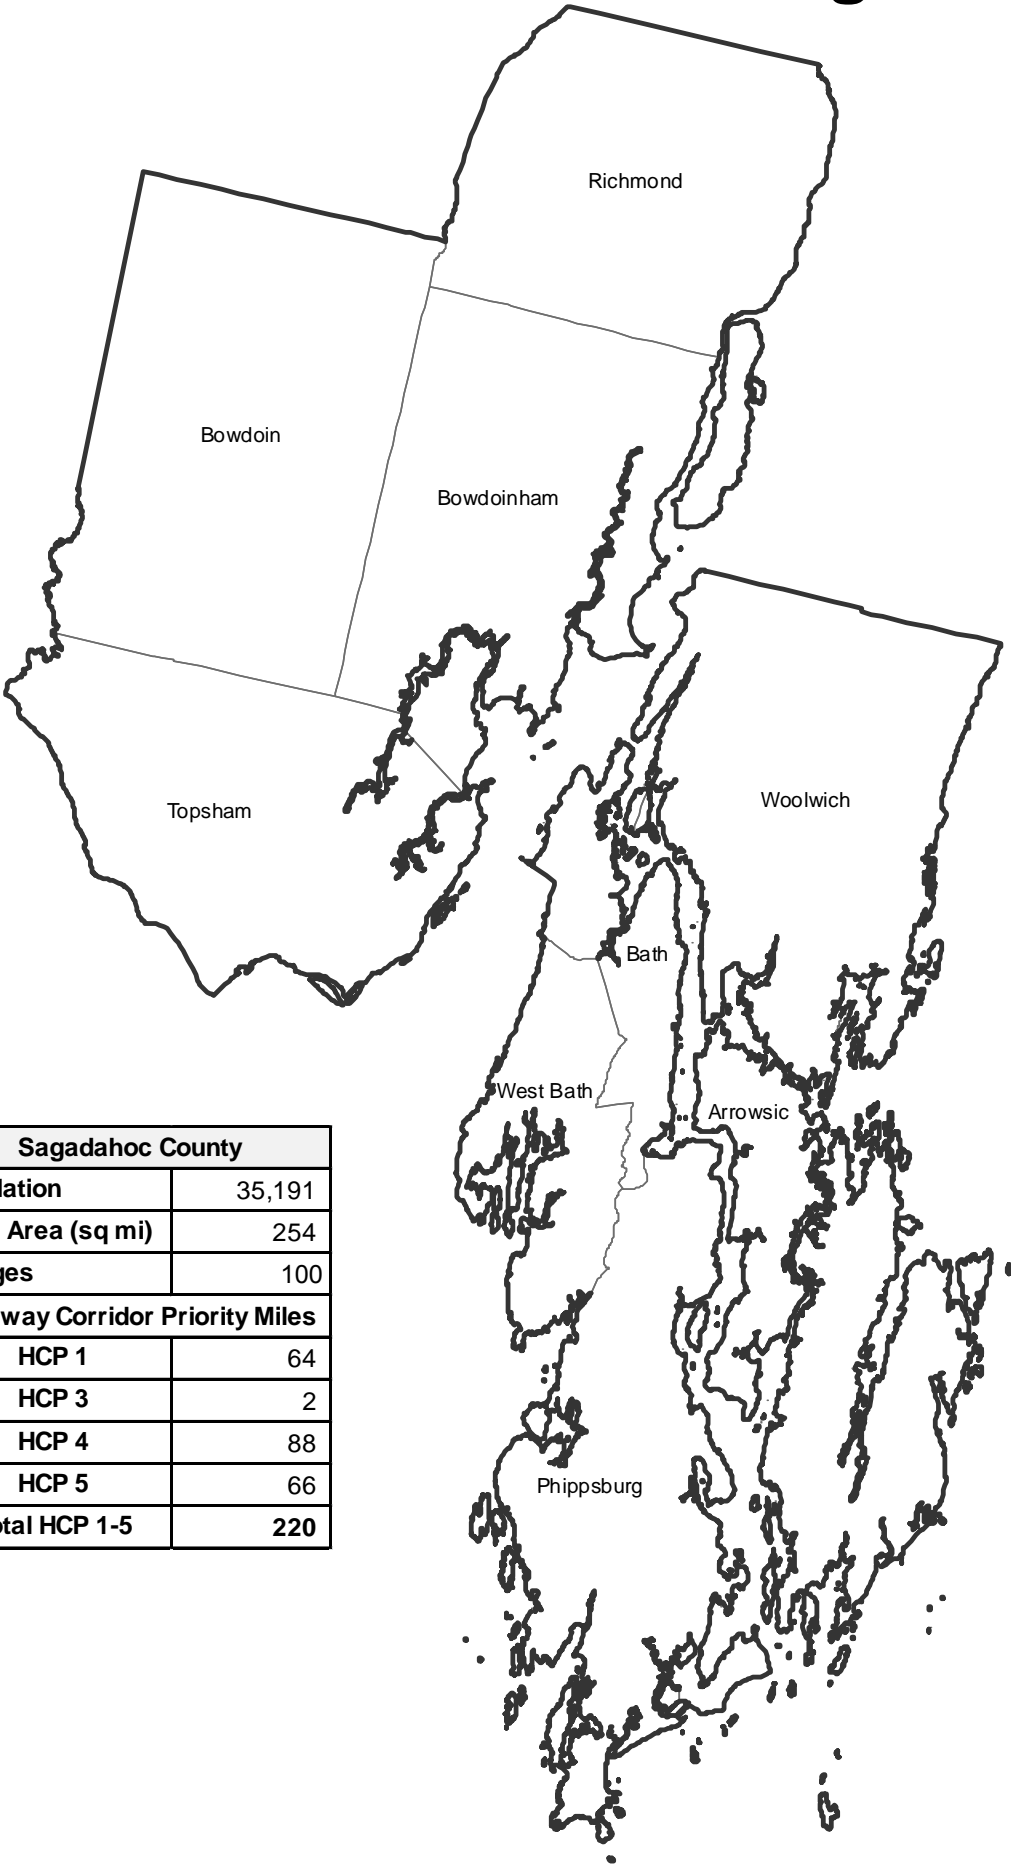 Richmond
Bowdoin
Bowdoinham
Topsham
Woolwich
Bath
West Bath
Arrowsic
Phippsburg
Sagadahoc County
lation 35,191
Area (sq mi) 254
ges 100
way Corridor Priority Miles
HCP 1 64
HCP 3 2
HCP 4 88
HCP 5 66
otal HCP 1-5 220